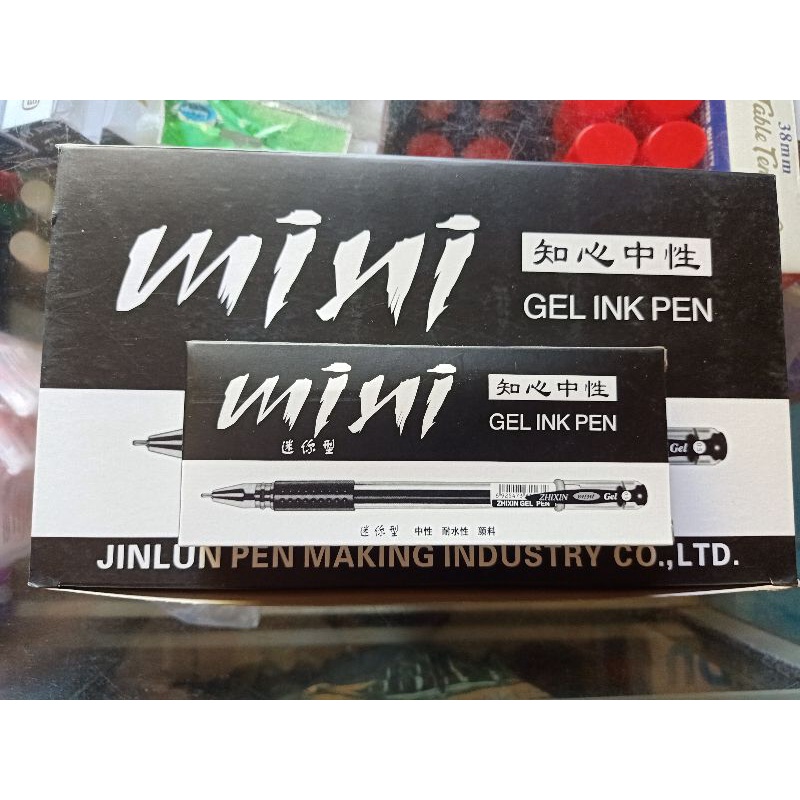 38mm
Table Ten
mini
知心中性
GEL INK PEN
mini
迷你型
知心中性
GEL INK PEN
Gel
ZHIXIN mini Gel
ZHIXIN GEL PEN
迷你型 中性 耐水性 颜料
JINLUN PEN MAKING INDUSTRY CO.,LTD.